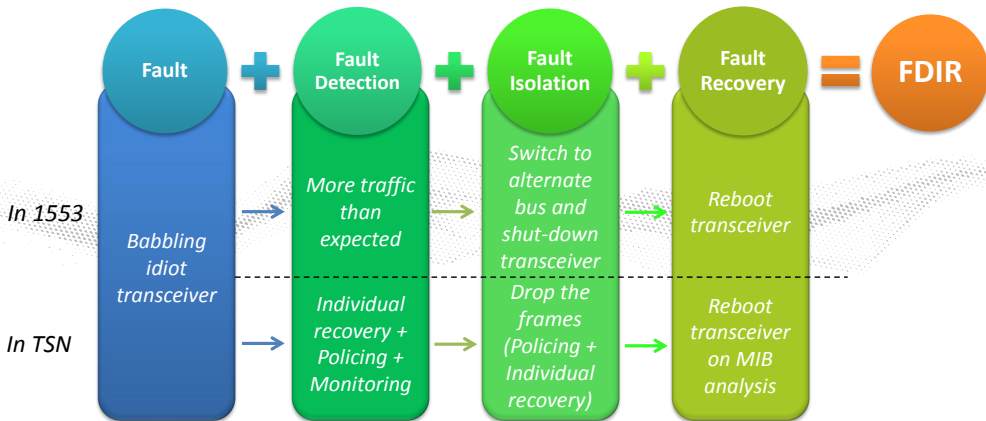 Fault
Fault
Detection
Fault
Isolation
Fault
Recovery
FDIR
In 1553
Babbling
idiot
transceiver
More traffic
than
expected
Switch to
alternate
bus and
shut-down
transceiver
Reboot
transceiver
In TSN
Individual
recovery +
Policing +
Monitoring
Drop the
frames
(Policing +
Individual
recovery)
Reboot
transceiver
on MIB
analysis